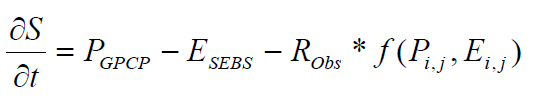 ∂S/∂t = P_GPCP − E_SEBS − R_Obs * f(P_i,j , E_i,j)